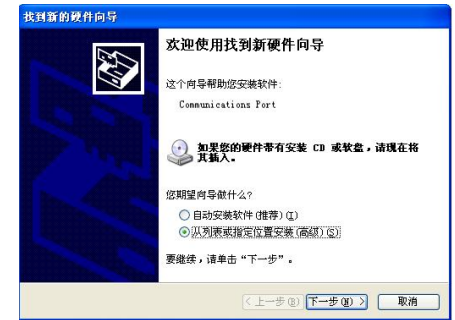 找到新的硬件向导
欢迎使用找到新硬件向导
这个向导帮助您安装软件:
Communications Port
如果您的硬件带有安装 CD 或软盘，请现在将
其插入。
您期望向导做什么?
自动安装软件(推荐)(I)
从列表或指定位置安装(高级)(S)
要继续，请单击“下一步”。
<上一步(B) 下一步(N)> 取消